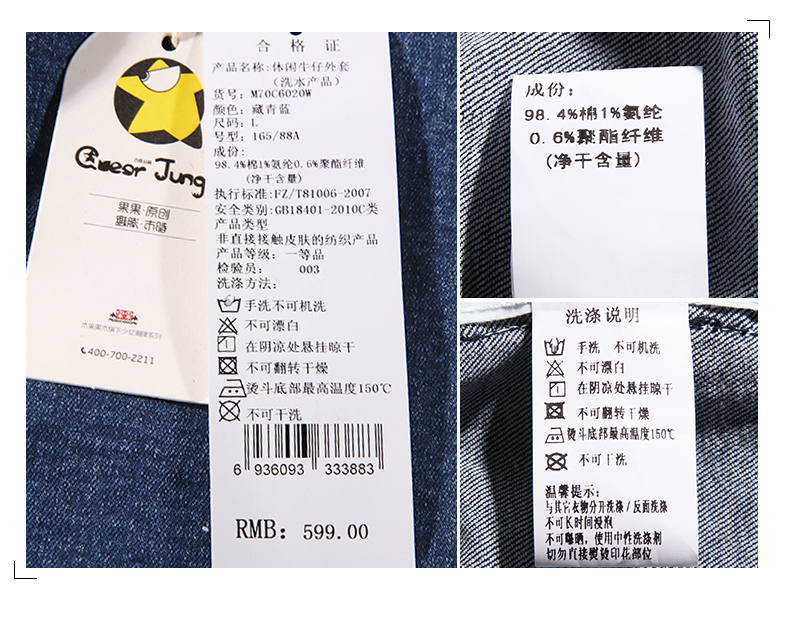 果果·原创
木果果木旗下少女潮牌系列
400-700-2211
合格证
产品名称:休闲牛仔外套
(洗水产品)
货号:M70C6020W
颜色:藏青蓝
尺码:L
号型:165/88A
成份:
98.4%棉1%氨纶0.6%聚酯纤维
(净干含量)
执行标准:FZ/T81006-2007
安全类别:GB18401-2010C类
产品类型
非直接接触皮肤的纺织产品
产品等级:一等品
检验员: 003
洗涤方法:
手洗不可机洗
不可漂白
在阴凉处悬挂晾干
不可翻转干燥
熨斗底部最高温度150℃
不可干洗
6 936093 333883
RMB: 599.00
成份:
98.4%棉1%氨纶
0.6%聚酯纤维
(净干含量)
洗涤说明
手洗 不可机洗
不可漂白
在阴凉处悬挂晾干
不可翻转干燥
熨斗底部最高温度150℃
不可干洗
温馨提示:
与其它衣物分开洗涤/反面洗涤
不可长时间浸泡
不可曝晒,使用中性洗涤剂
切勿直接熨烫印花部位